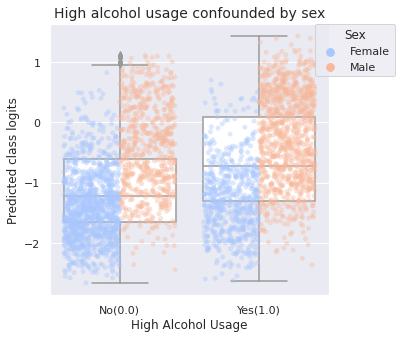 High alcohol usage confounded by sex
Sex
Female
Male
Predicted class logits
1
0
−1
−2
No(0.0)
Yes(1.0)
High Alcohol Usage